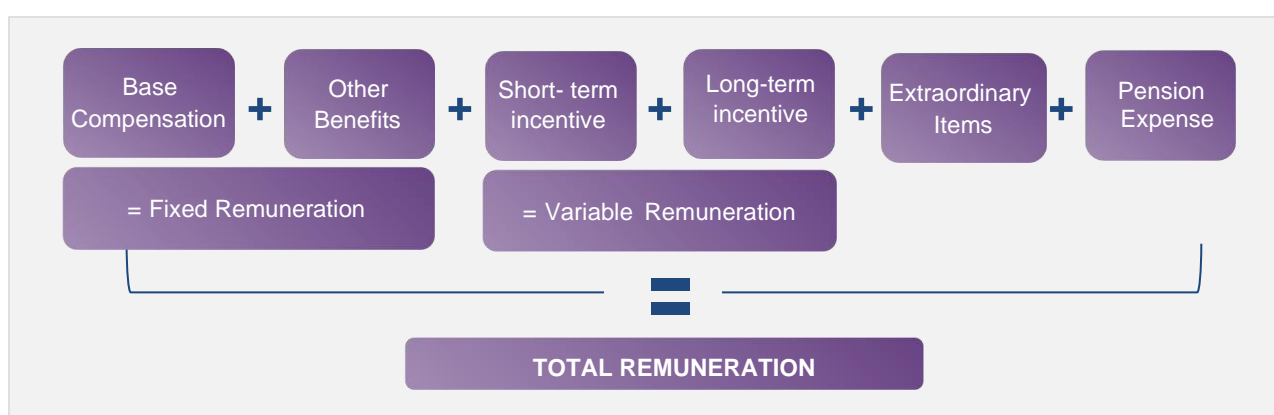 Base
Compensation
+
Other
Benefits
+
Short- term
incentive
+
Long-term
incentive
+
Extraordinary
Items
+
Pension
Expense
= Fixed Remuneration
= Variable Remuneration
=
TOTAL REMUNERATION